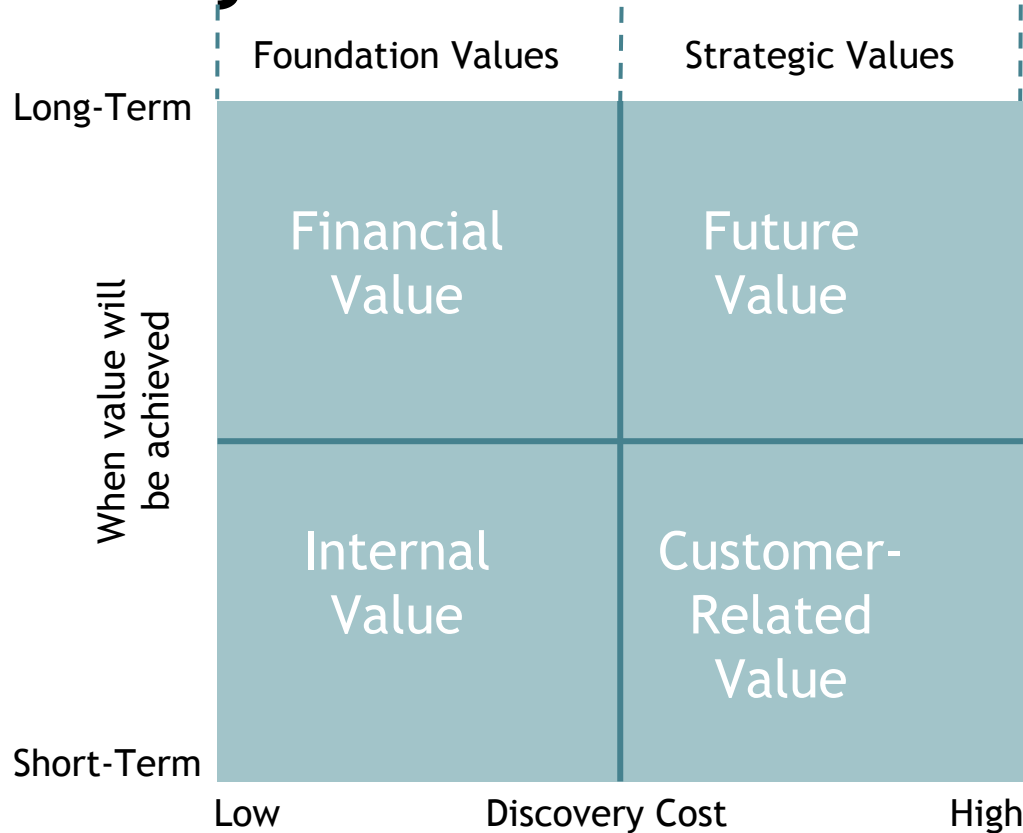 Foundation Values
Strategic Values
Long-Term
Financial
Value
Future
Value
When value will
be achieved
Internal
Value
Customer-
Related
Value
Short-Term
Low
Discovery Cost
High